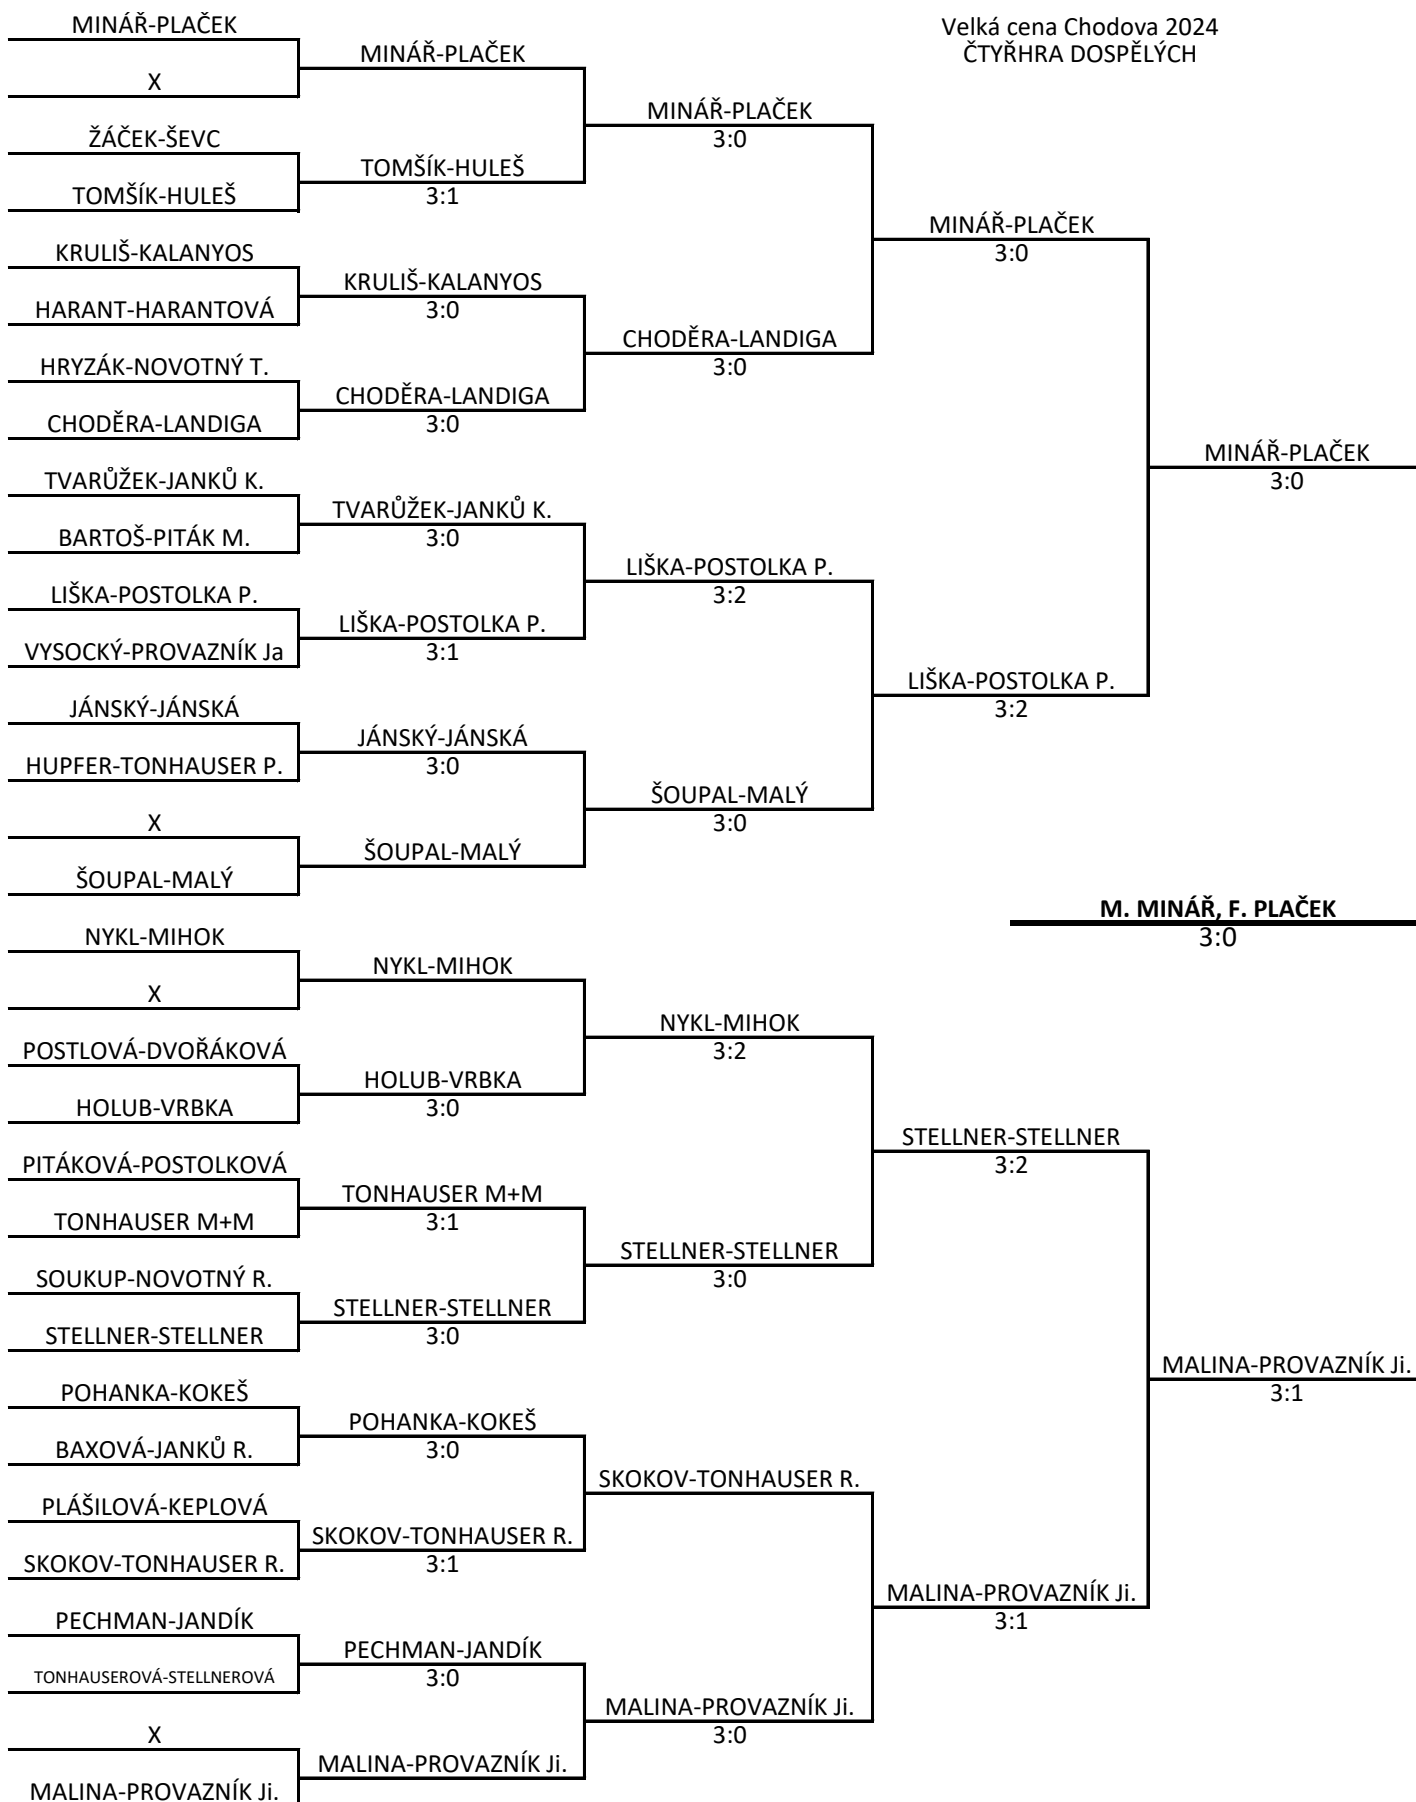 Velká cena Chodova 2024
ČTYŘHRA DOSPĚLÝCH
MINÁŘ-PLAČEK
X
ŽÁČEK-ŠEVC
TOMŠÍK-HULEŠ
KRULIŠ-KALANYOS
HARANT-HARANTOVÁ
HRYZÁK-NOVOTNÝ T.
CHODĚRA-LANDIGA
TVARŮŽEK-JANKŮ K.
BARTOŠ-PITÁK M.
LIŠKA-POSTOLKA P.
VYSOCKÝ-PROVAZNÍK Ja
JÁNSKÝ-JÁNSKÁ
HUPFER-TONHAUSER P.
X
ŠOUPAL-MALÝ
NYKL-MIHOK
X
POSTLOVÁ-DVOŘÁKOVÁ
HOLUB-VRBKA
PITÁKOVÁ-POSTOLKOVÁ
TONHAUSER M+M
SOUKUP-NOVOTNÝ R.
STELLNER-STELLNER
POHANKA-KOKEŠ
BAXOVÁ-JANKŮ R.
PLÁŠILOVÁ-KEPLOVÁ
SKOKOV-TONHAUSER R.
PECHMAN-JANDÍK
TONHAUSEROVÁ-STELLNEROVÁ
X
MALINA-PROVAZNÍK Ji.
MINÁŘ-PLAČEK
TOMŠÍK-HULEŠ
3:1
KRULIŠ-KALANYOS
3:0
CHODĚRA-LANDIGA
3:0
TVARŮŽEK-JANKŮ K.
3:0
LIŠKA-POSTOLKA P.
3:1
JÁNSKÝ-JÁNSKÁ
3:0
ŠOUPAL-MALÝ
NYKL-MIHOK
HOLUB-VRBKA
3:0
TONHAUSER M+M
3:1
STELLNER-STELLNER
3:0
POHANKA-KOKEŠ
3:0
SKOKOV-TONHAUSER R.
3:1
PECHMAN-JANDÍK
3:0
MALINA-PROVAZNÍK Ji.
MINÁŘ-PLAČEK
3:0
CHODĚRA-LANDIGA
3:0
LIŠKA-POSTOLKA P.
3:2
ŠOUPAL-MALÝ
3:0
NYKL-MIHOK
3:2
STELLNER-STELLNER
3:0
SKOKOV-TONHAUSER R.
MALINA-PROVAZNÍK Ji.
3:0
MINÁŘ-PLAČEK
3:0
LIŠKA-POSTOLKA P.
3:2
STELLNER-STELLNER
3:2
MALINA-PROVAZNÍK Ji.
3:1
MINÁŘ-PLAČEK
3:0
MALINA-PROVAZNÍK Ji.
3:1
M. MINÁŘ, F. PLAČEK
3:0